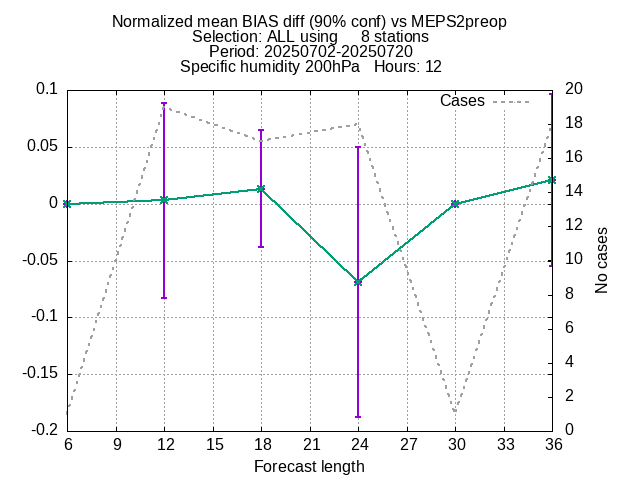 Normalized mean BIAS diff (90% conf) vs MEPS2preop
Selection: ALL using     8 stations
Period: 20250702-20250720
Specific humidity 200hPa   Hours: 12
Cases
0.1
0.05
0
-0.05
-0.1
-0.15
-0.2
20
18
16
14
12
10
8
6
4
2
0
No cases
6 9 12 15 18 21 24 27 30 33 36
Forecast length